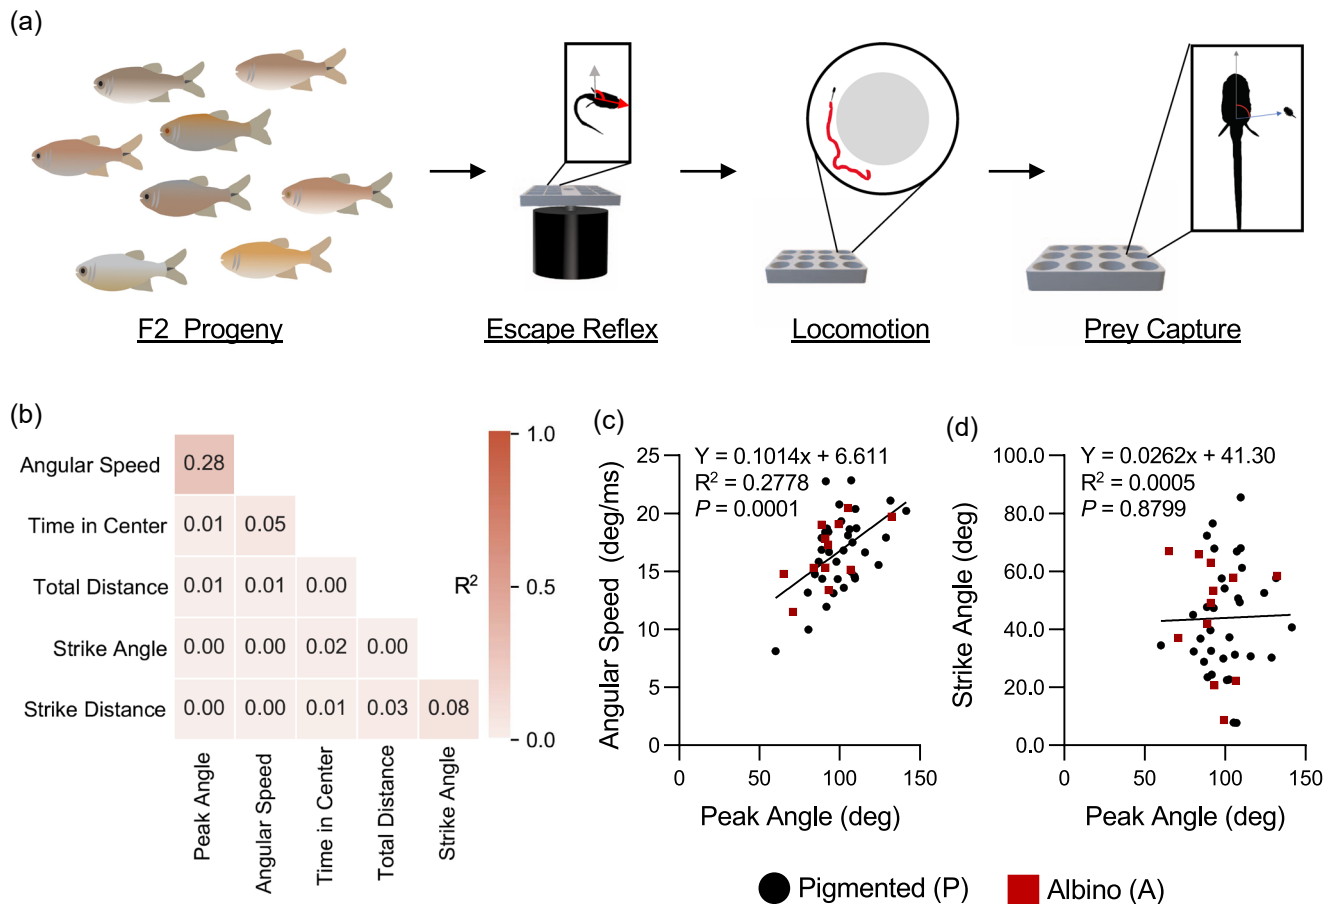 (a)
F2 Progeny
Escape Reflex
Locomotion
Prey Capture
(b)
Angular Speed
Time in Center
Total Distance
Strike Angle
Strike Distance
0.28
0.01 0.05
0.01 0.01 0.00
0.00 0.00 0.02 0.00
0.00 0.00 0.01 0.03 0.08
Peak Angle
Angular Speed
Time in Center
Total Distance
Strike Angle
R²
1.0
0.5
0.0
(c)
Y = 0.1014x + 6.611
R² = 0.2778
P = 0.0001
Angular Speed (deg/ms)
25
20
15
10
5
0
0 50 100 150
Peak Angle (deg)
(d)
Y = 0.0262x + 41.30
R² = 0.0005
P = 0.8799
Strike Angle (deg)
100.0
80.0
60.0
40.0
20.0
0.0
0 50 100 150
Peak Angle (deg)
Pigmented (P) Albino (A)